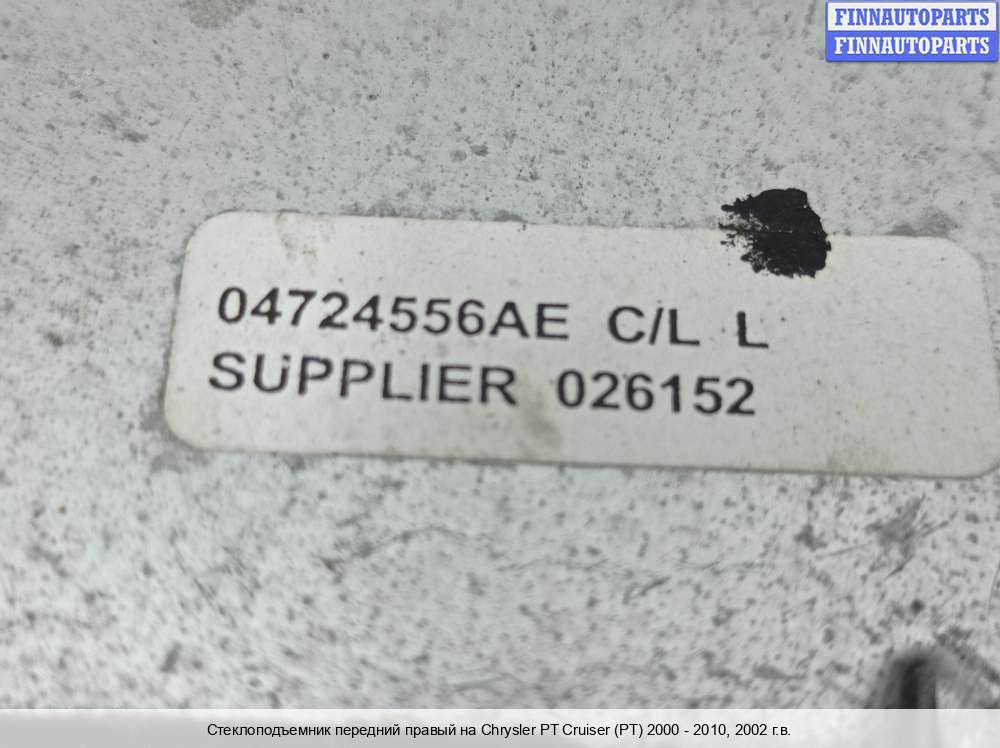 FINNAUTOPARTS
FINNAUTOPARTS
04724556AE C/L L
SUPPLIER 026152
Стеклоподъемник передний правый на Chrysler PT Cruiser (PT) 2000 - 2010, 2002 г.в.